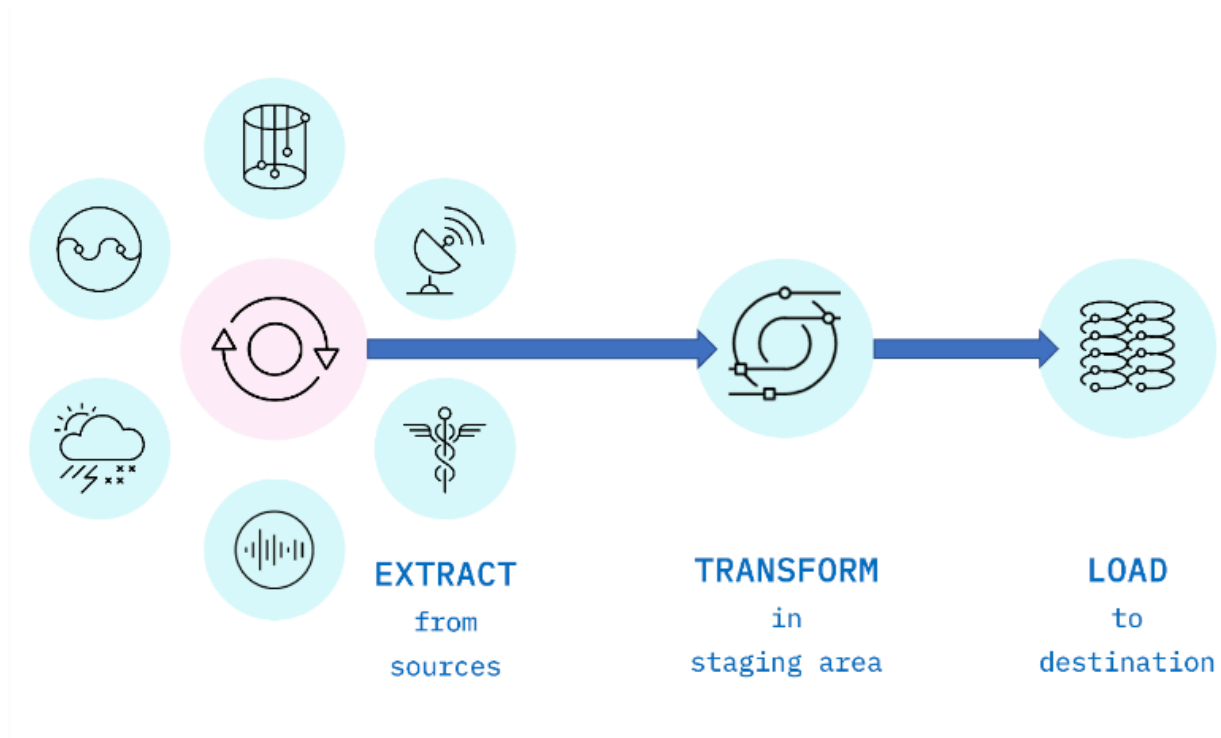 EXTRACT
from
sources
TRANSFORM
in
staging area
LOAD
to
destination